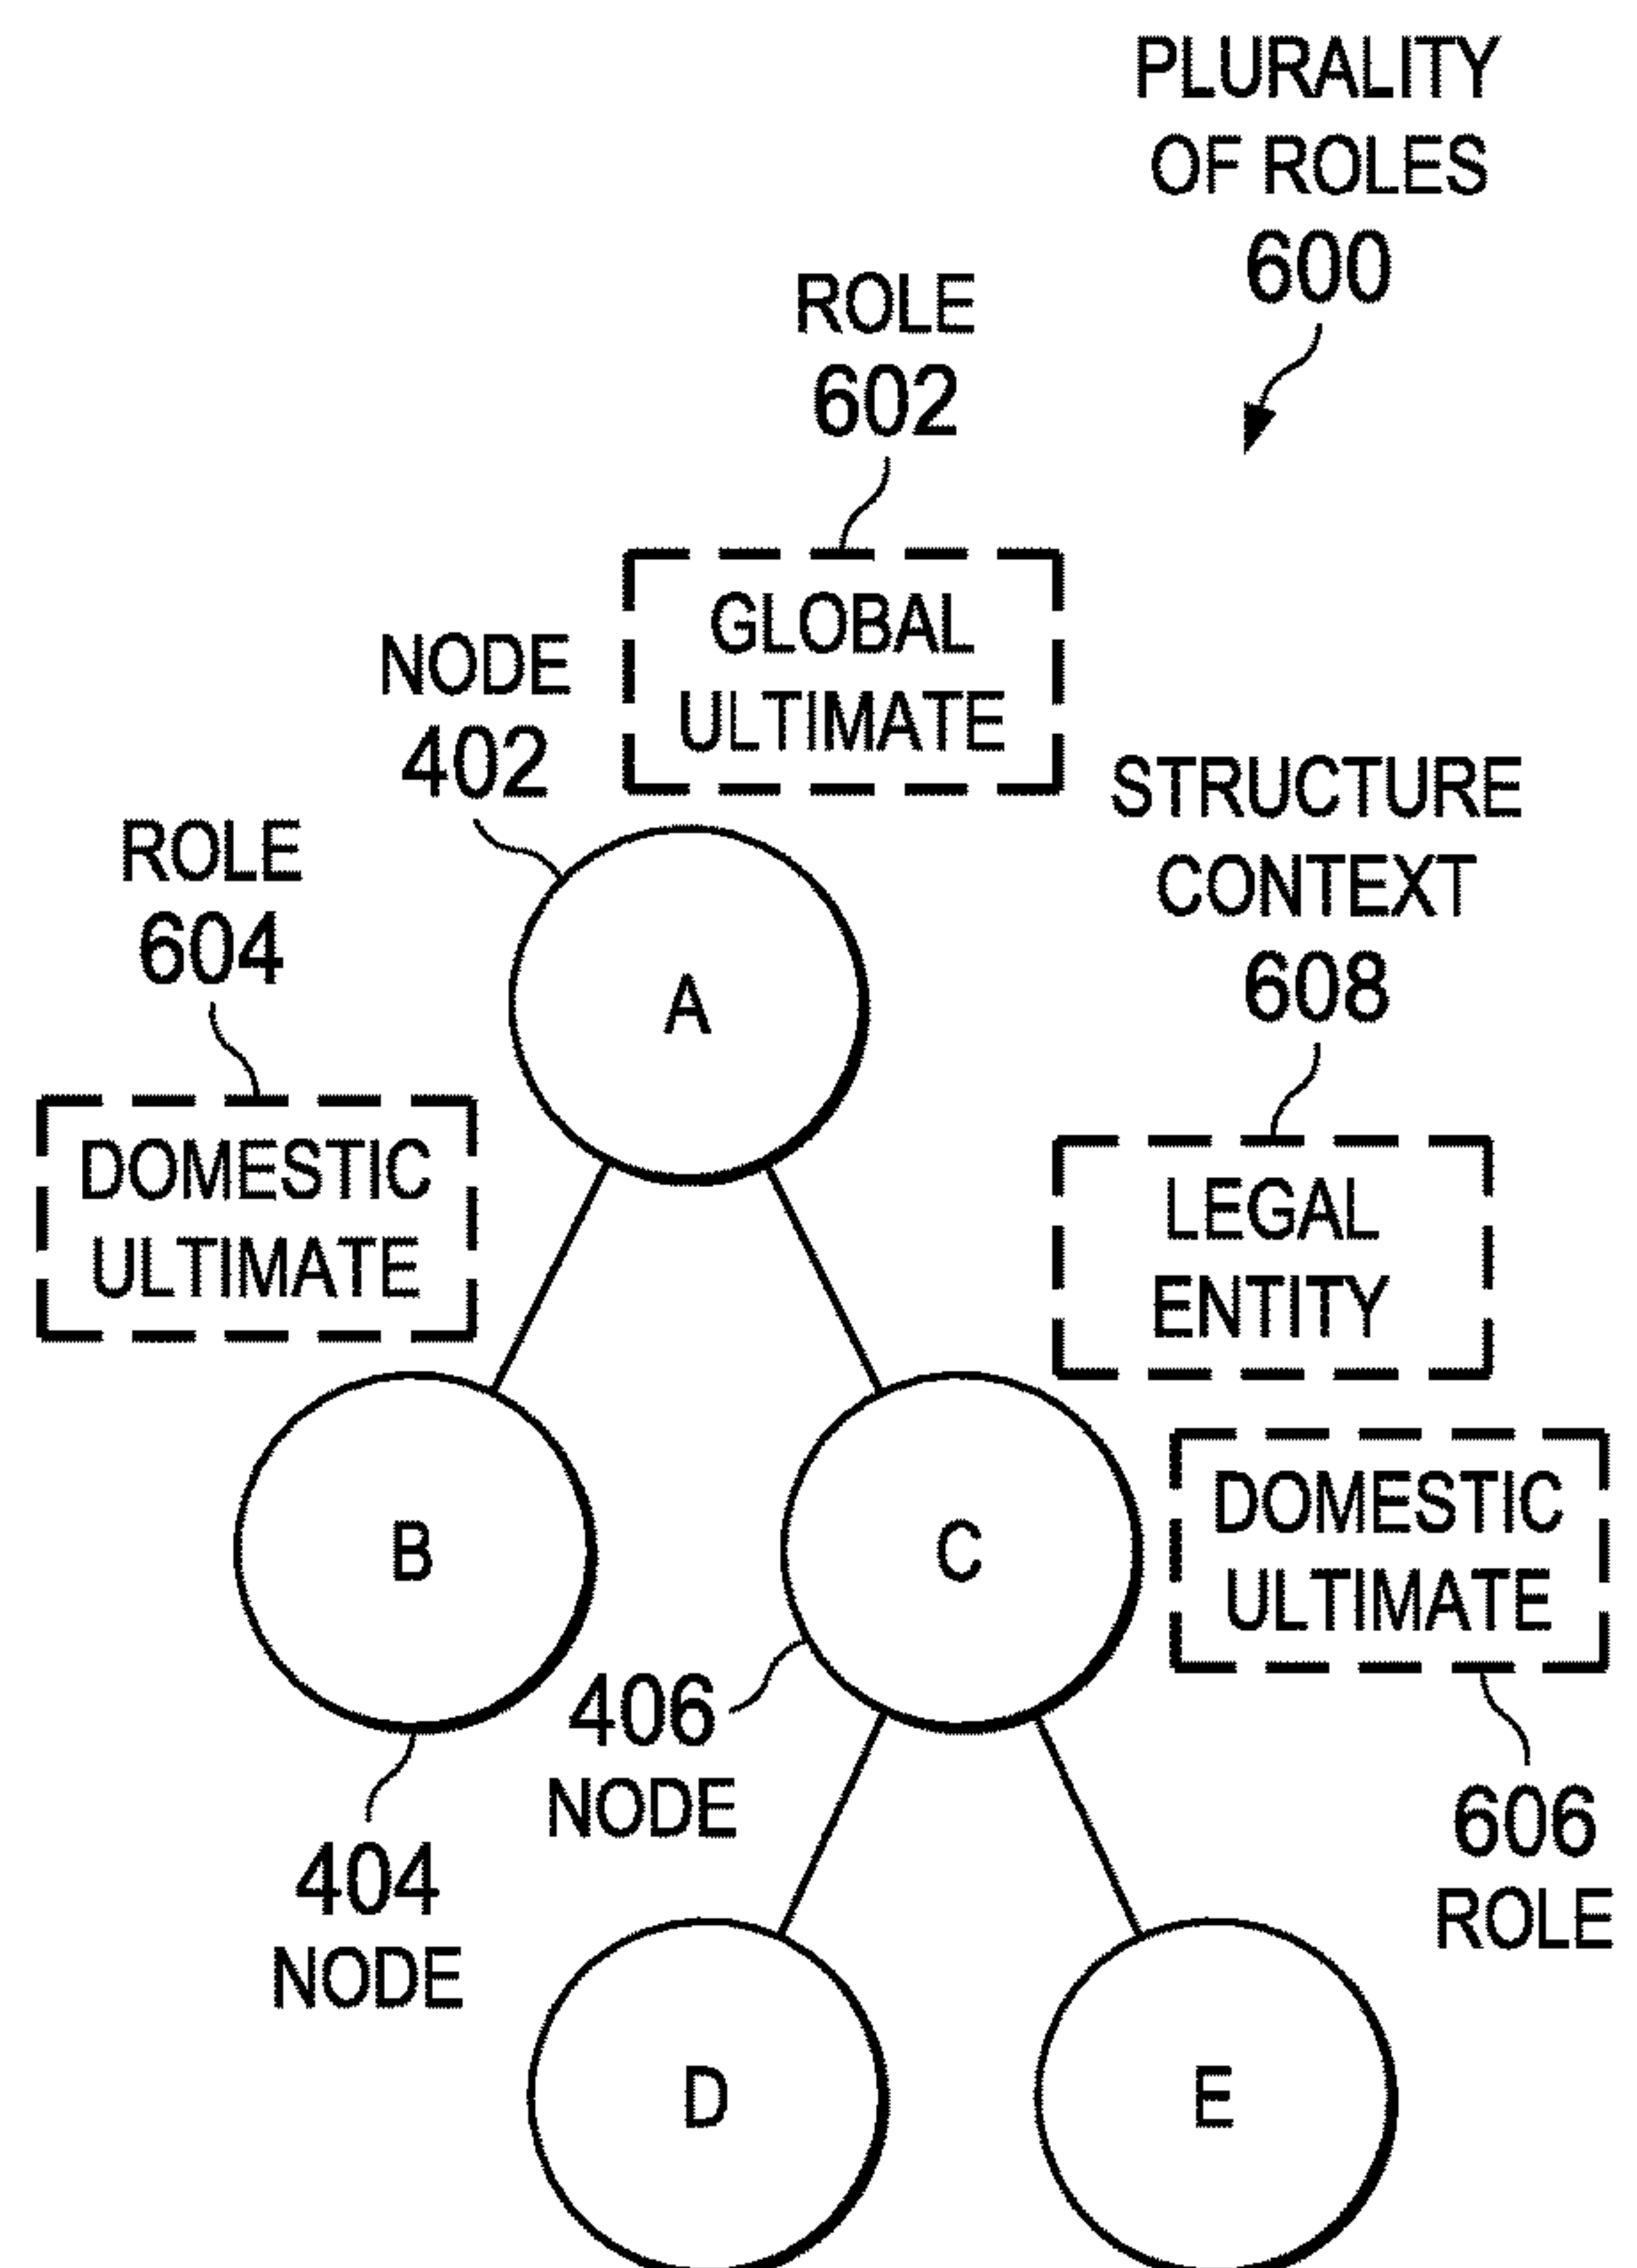 PLURALITY
OF ROLES
600
ROLE
602
GLOBAL
ULTIMATE
NODE
402
STRUCTURE
CONTEXT
608
ROLE
604
A
DOMESTIC
ULTIMATE
LEGAL
ENTITY
DOMESTIC
ULTIMATE
B
C
406
NODE
606
ROLE
404
NODE
D
E